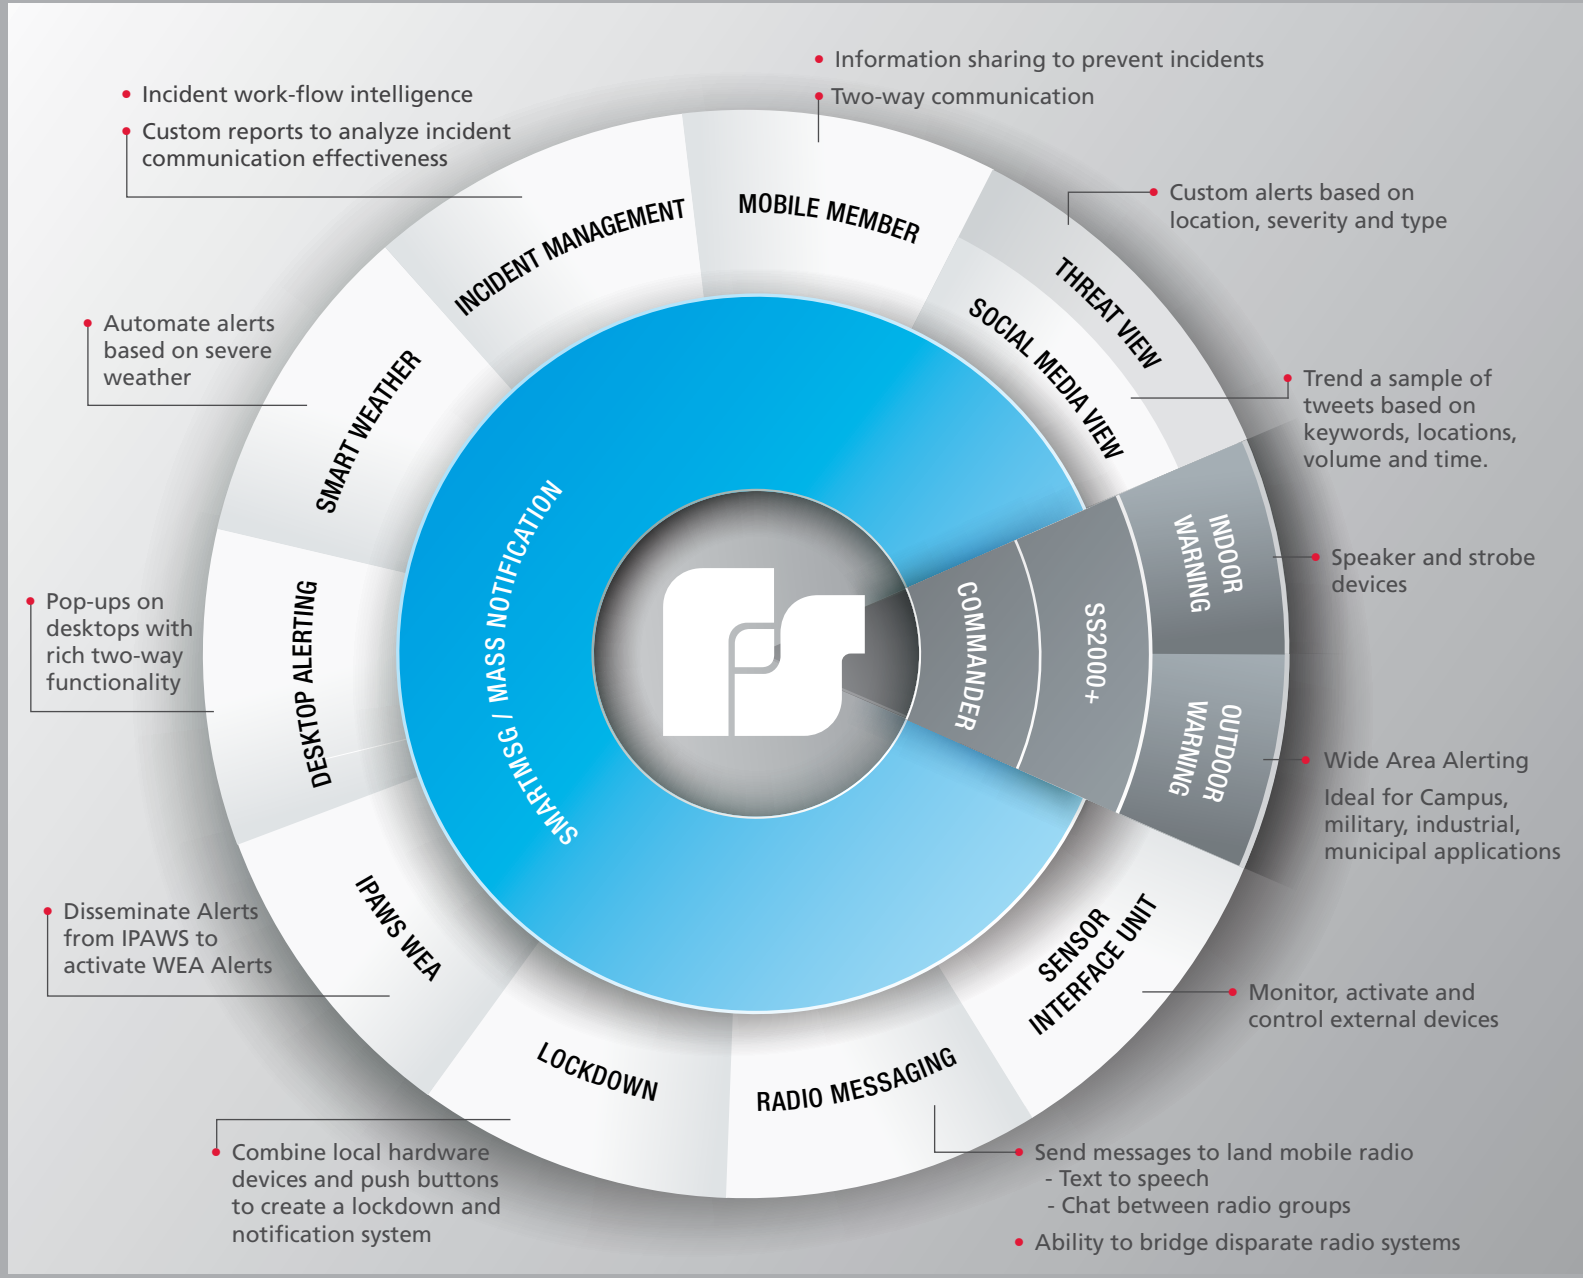 • Information sharing to prevent incidents
• Two-way communication
• Incident work-flow intelligence
• Custom reports to analyze incident
communication effectiveness
MOBILE MEMBER
INCIDENT MANAGEMENT
• Custom alerts based on
location, severity and type
THREAT VIEW
SOCIAL MEDIA VIEW
• Automate alerts
based on severe
weather
SMART WEATHER
• Trend a sample of
tweets based on
keywords, locations,
volume and time.
INDOOR
WARNING
• Speaker and strobe
devices
SMARTMSG / MASS NOTIFICATION
fs
COMMANDER
SS2000+
• Pop-ups on
desktops with
rich two-way
functionality
DESKTOP ALERTING
OUTDOOR
WARNING
• Wide Area Alerting
Ideal for Campus,
military, industrial,
municipal applications
• Disseminate Alerts
from IPAWS to
activate WEA Alerts
IPAWS WEA
SENSOR
INTERFACE UNIT
• Monitor, activate and
control external devices
LOCKDOWN
RADIO MESSAGING
• Combine local hardware
devices and push buttons
to create a lockdown and
notification system
• Send messages to land mobile radio
- Text to speech
- Chat between radio groups
• Ability to bridge disparate radio systems